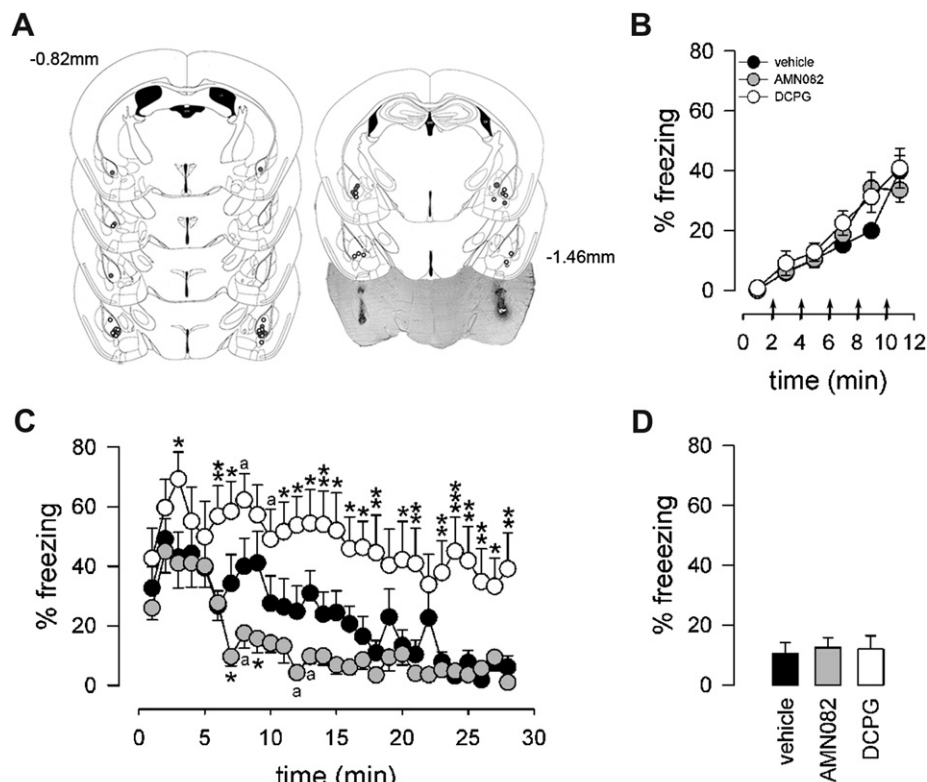 A
-0.82mm
-1.46mm
B
80
60
40
20
0
% freezing
vehicle
AMN082
DCPG
0 2 4 6 8 10 12
time (min)
C
80
60
40
20
0
% freezing
* ** * a a * * * ** * * * ** * ** ** *** ** ** * **
* a * a a
0 5 10 15 20 25 30
time (min)
D
80
60
40
20
0
% freezing
vehicle
AMN082
DCPG